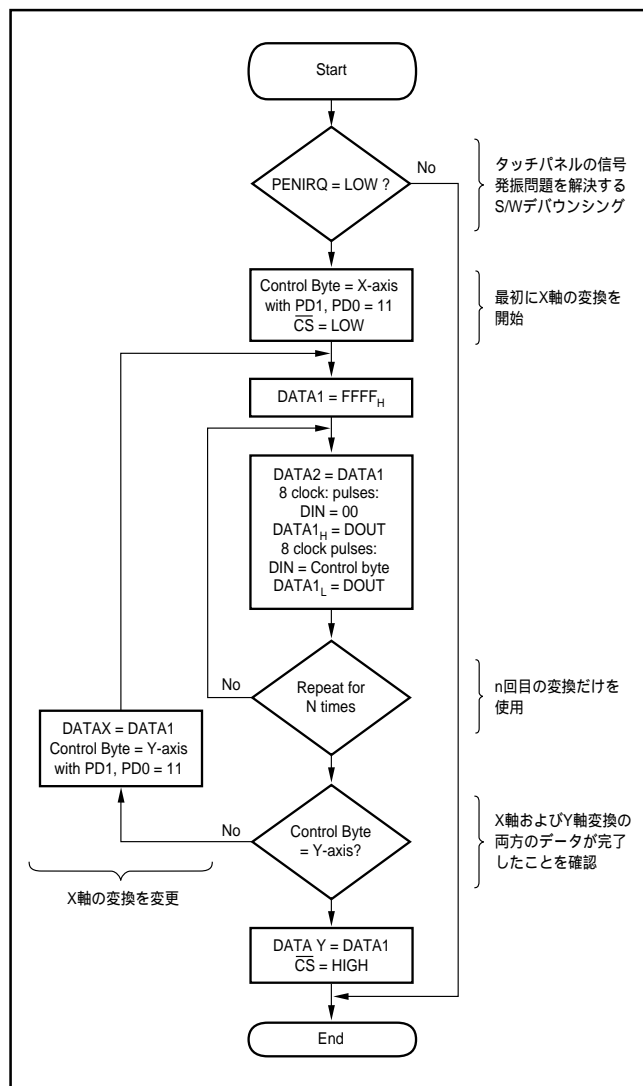 Start
PENIRQ = LOW ?
No
タッチパネルの信号
発振問題を解決する
S/Wデバウンシング
Control Byte = X-axis
with PD1, PD0 = 11
CS = LOW
最初にX軸の変換を
開始
DATA1 = FFFFH
DATA2 = DATA1
8 clock: pulses:
DIN = 00
DATA1H = DOUT
8 clock pulses:
DIN = Control byte
DATA1L = DOUT
No
Repeat for
N times
n回目の変換だけを
使用
DATAX = DATA1
Control Byte = Y-axis
with PD1, PD0 = 11
No
Control Byte
= Y-axis?
X軸およびY軸変換の
両方のデータが完了
したことを確認
X軸の変換を変更
DATA Y = DATA1
CS = HIGH
End